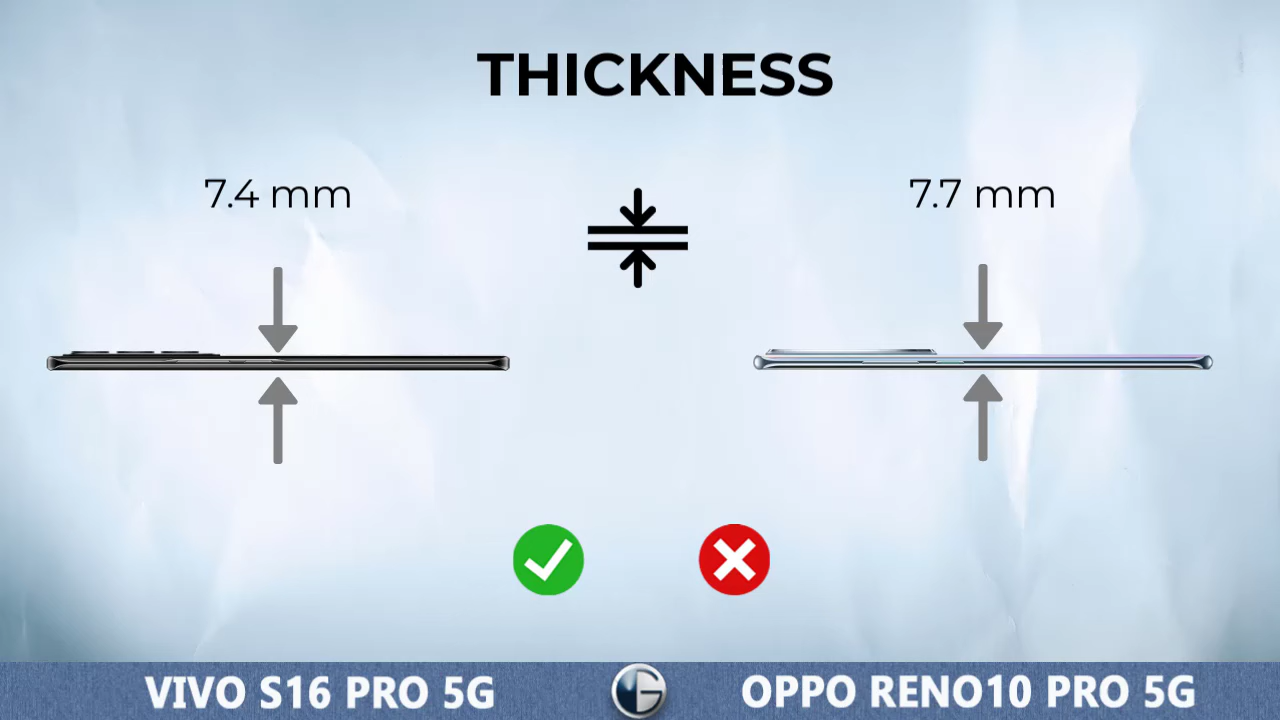 THICKNESS
7.4 mm
7.7 mm
VIVO S16 PRO 5G
G
OPPO RENO10 PRO 5G